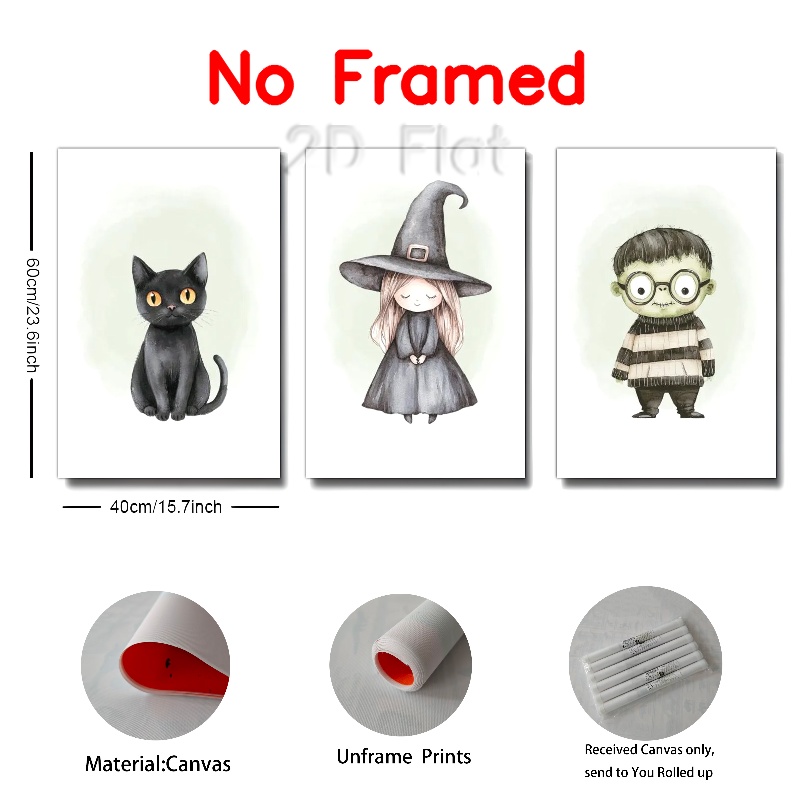 No Framed
2D Flat
60cm/23.6inch
40cm/15.7inch
Material:Canvas
Unframe Prints
Received Canvas only,
send to You Rolled up